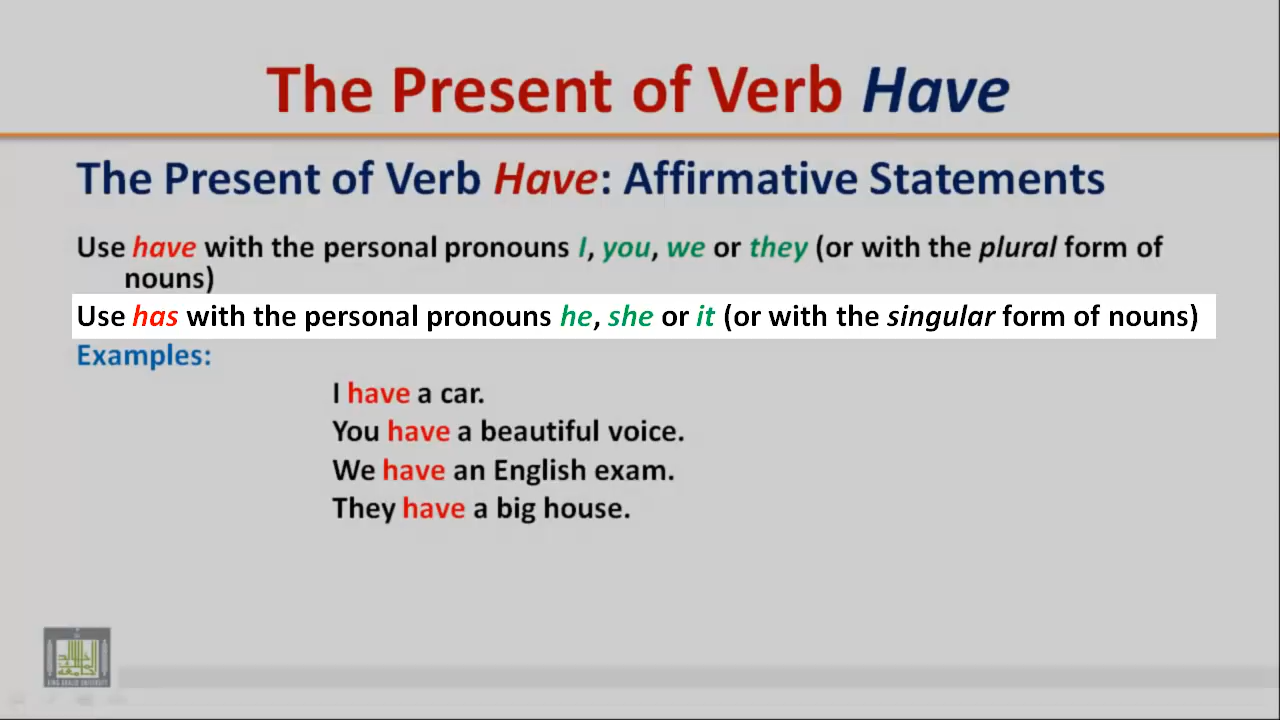 The Present of Verb Have
The Present of Verb Have: Affirmative Statements
Use have with the personal pronouns I, you, we or they (or with the plural form of
nouns)
Use has with the personal pronouns he, she or it (or with the singular form of nouns)
Examples:
I have a car.
You have a beautiful voice.
We have an English exam.
They have a big house.
KING KHALID UNIVERSITY